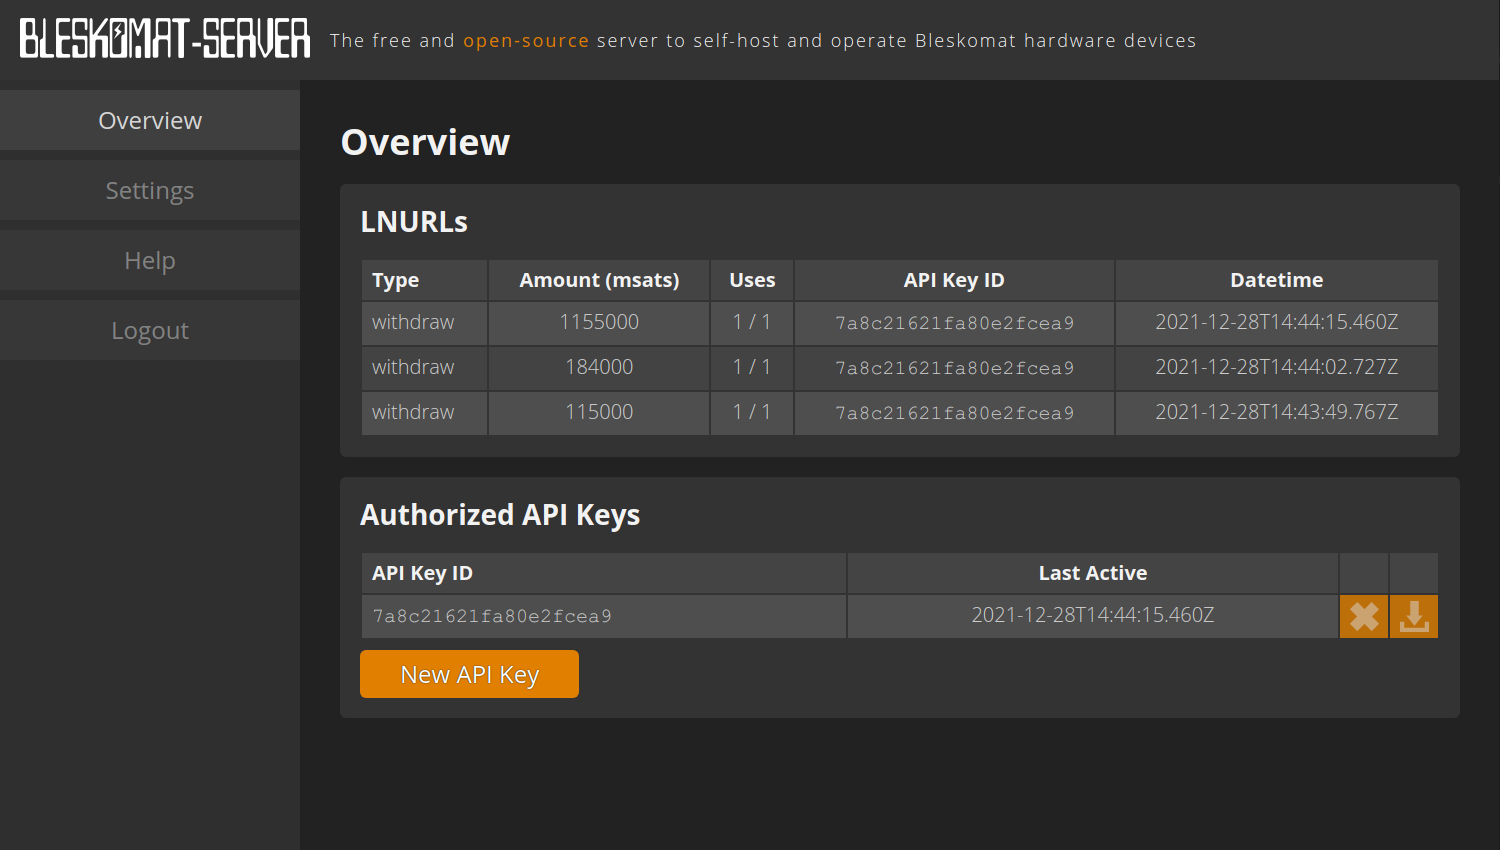 BLESKOMAT-SERVER The free and open-source server to self-host and operate Bleskomat hardware devices
Overview
Settings
Help
Logout
Overview
LNURLs
Type Amount (msats) Uses API Key ID Datetime
withdraw 1155000 1 / 1 7a8c21621fa80e2fcea9 2021-12-28T14:44:15.460Z
withdraw 184000 1 / 1 7a8c21621fa80e2fcea9 2021-12-28T14:44:02.727Z
withdraw 115000 1 / 1 7a8c21621fa80e2fcea9 2021-12-28T14:43:49.767Z
Authorized API Keys
API Key ID Last Active
7a8c21621fa80e2fcea9 2021-12-28T14:44:15.460Z
New API Key